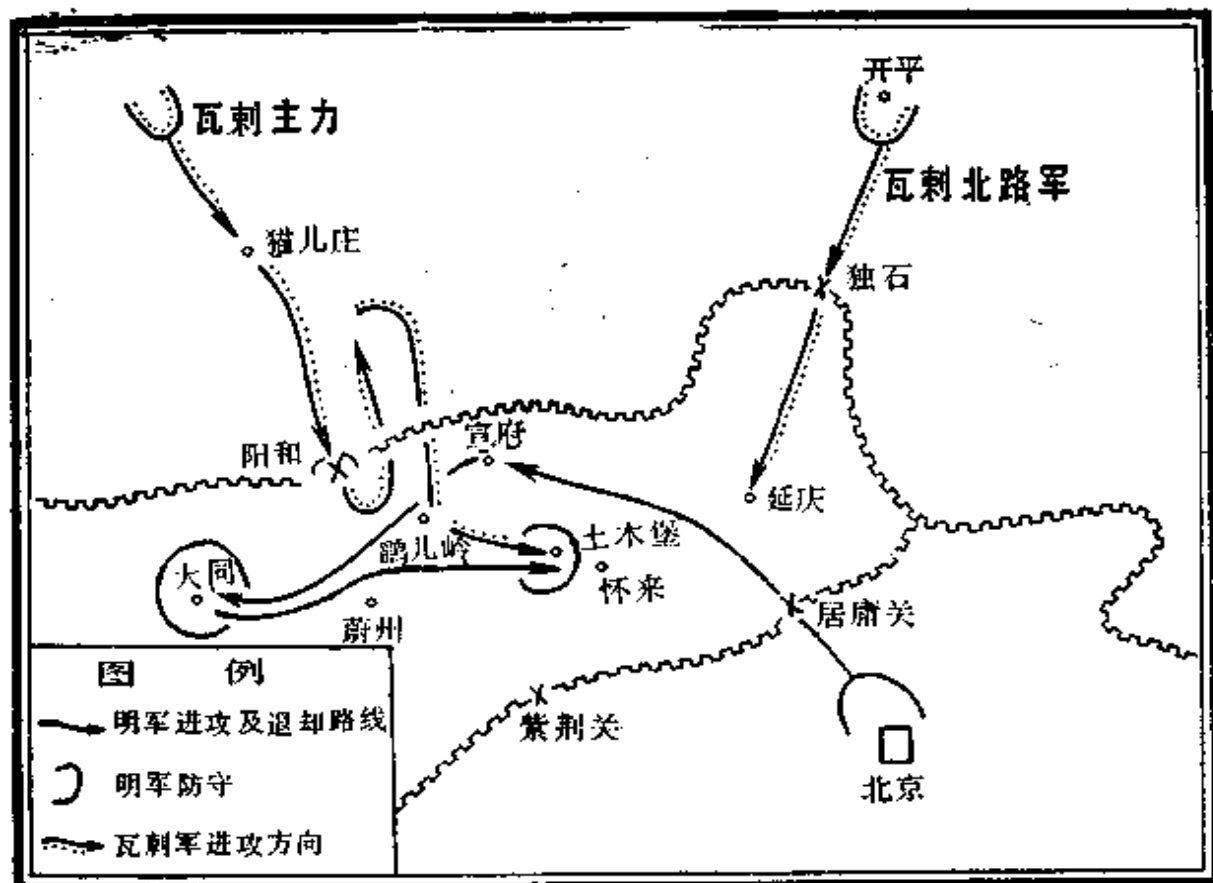 开平
瓦剌主力
瓦剌北路军
猫儿庄
独石
宣府
阳和
延庆
土木堡
鹞儿岭
大同
怀来
蔚州
居庸关
图 例
紫荆关
明军进攻及退却路线
明军防守
北京
瓦剌军进攻方向